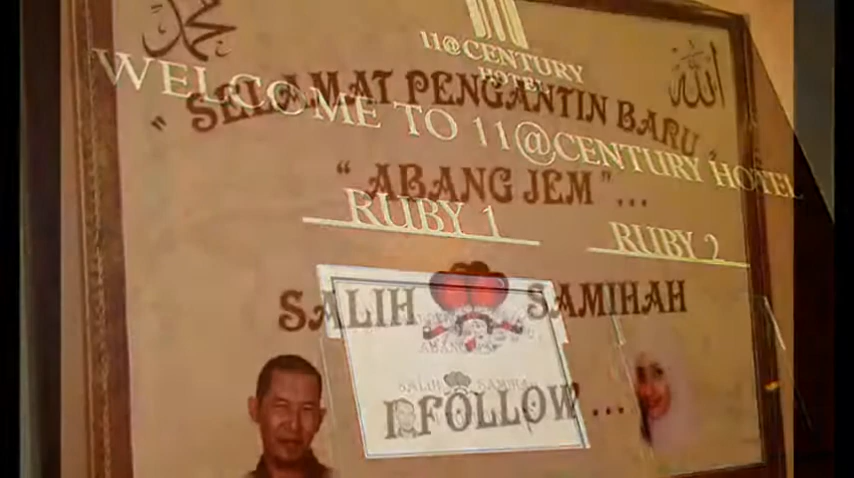 محمد
الله
11@CENTURY
HOTEL
WELCOME TO 11@CENTURY HOTEL
RUBY 1
RUBY 2
" SELAMAT PENGANTIN BARU "
" ABANG JEM " ...
SALIH SAMIHAH
I FOLLOW ...